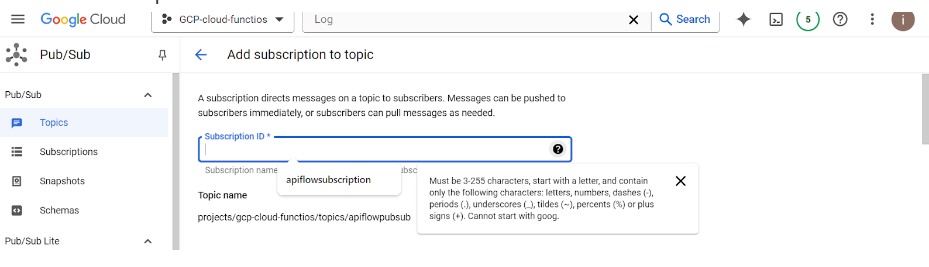 Google Cloud
GCP-cloud-functios
Log
Search
5
i
Pub/Sub
Add subscription to topic
Pub/Sub
Topics
Subscriptions
Snapshots
Schemas
Pub/Sub Lite
A subscription directs messages on a topic to subscribers. Messages can be pushed to
subscribers immediately, or subscribers can pull messages as needed.
Subscription ID *
Subscription name
apiflowsubscription
Must be 3-255 characters, start with a letter, and contain
only the following characters: letters, numbers, dashes (-),
periods (.), underscores (_), tildes (~), percents (%) or plus
signs (+). Cannot start with goog.
Topic name
projects/gcp-cloud-functios/topics/apiflowpubsub